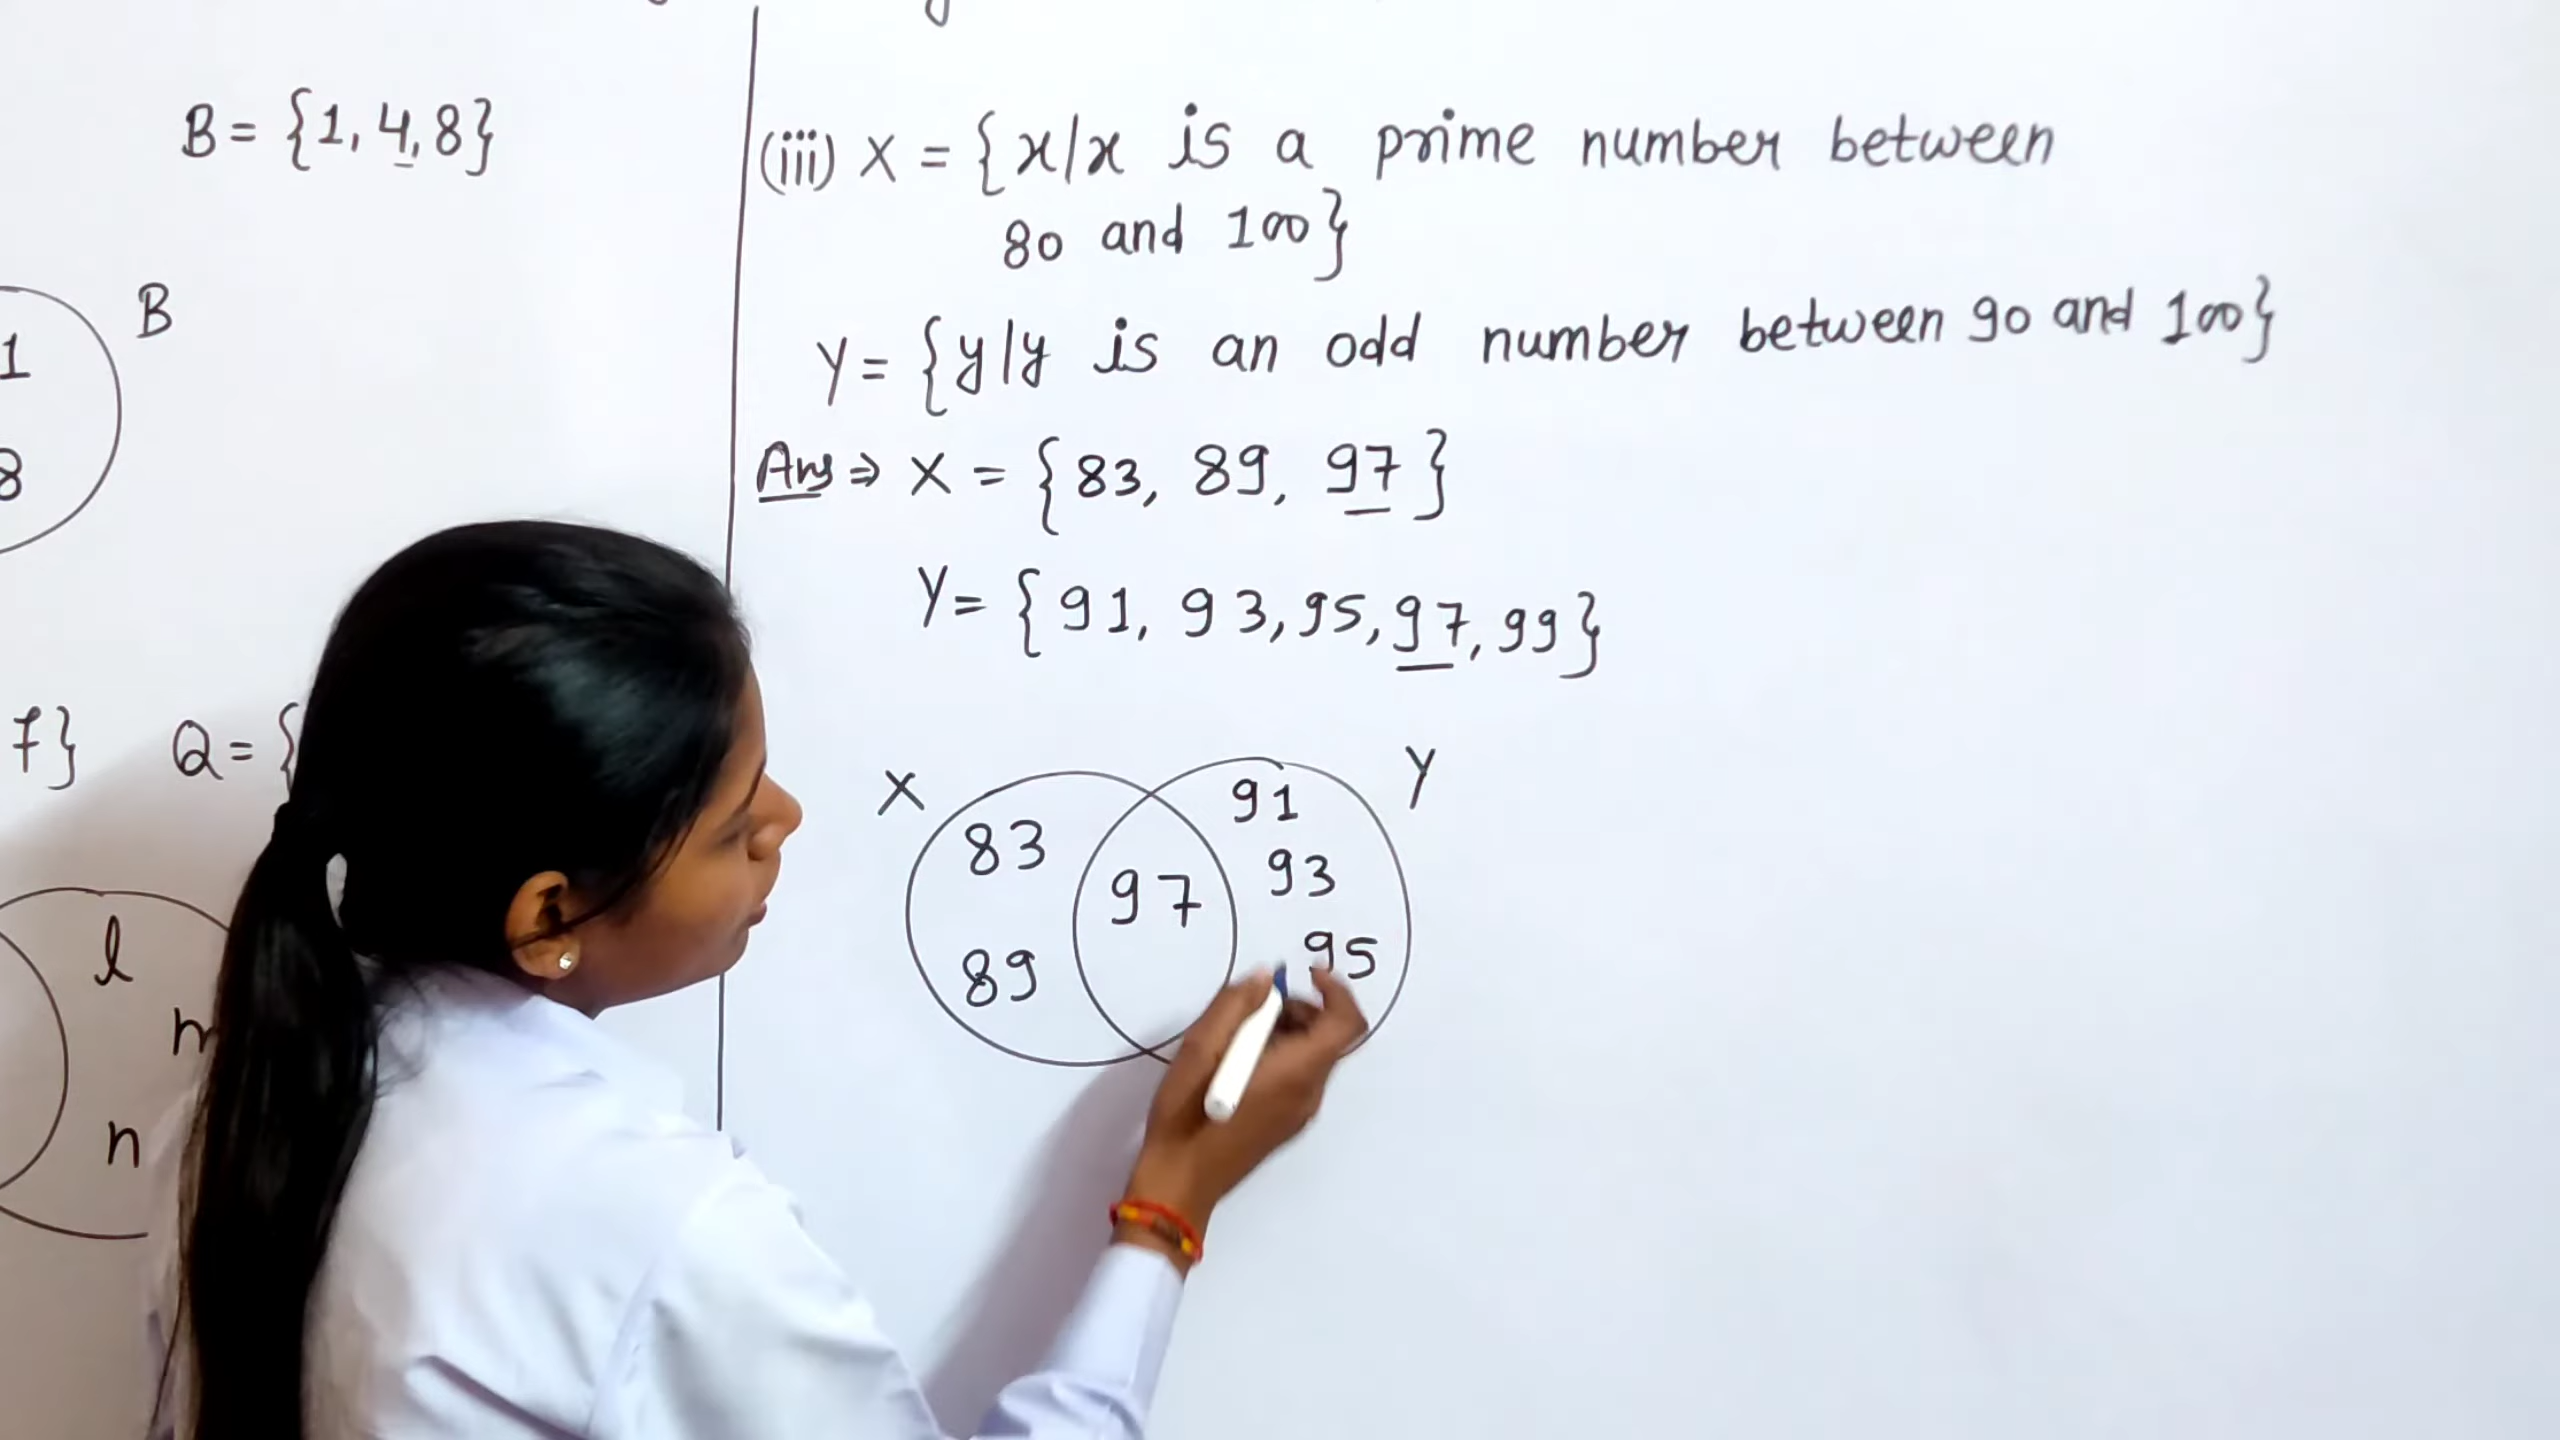 B = {1, 4, 8}
B
1
8
7} Q = {
l
m
n
(iii) X = {x/x is a prime number between
80 and 100}
Y = {y/y is an odd number between 90 and 100}
Ans ⇒ X = {83, 89, 97}
Y = {91, 93, 95, 97, 99}
X Y
83 97 91
93
89 95